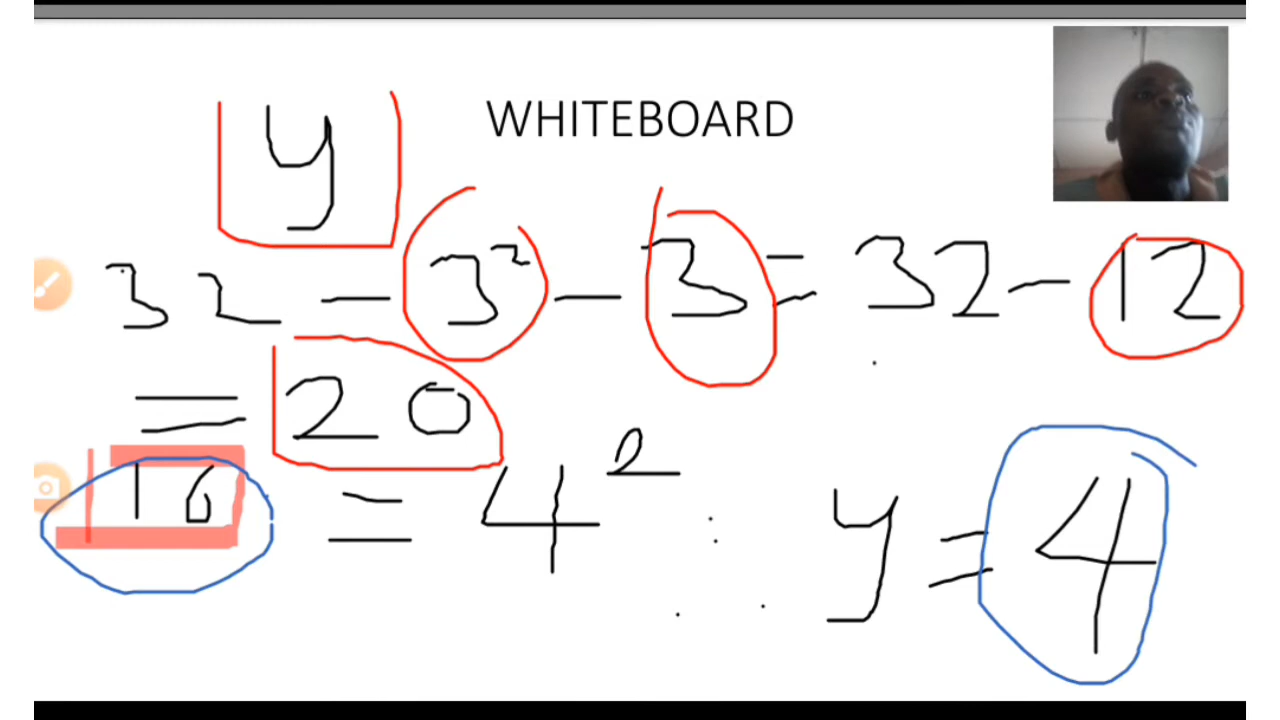 WHITEBOARD
y
32 - 3² - 3 = 32 - 12
= 20
16 = 4² ∴ y = 4